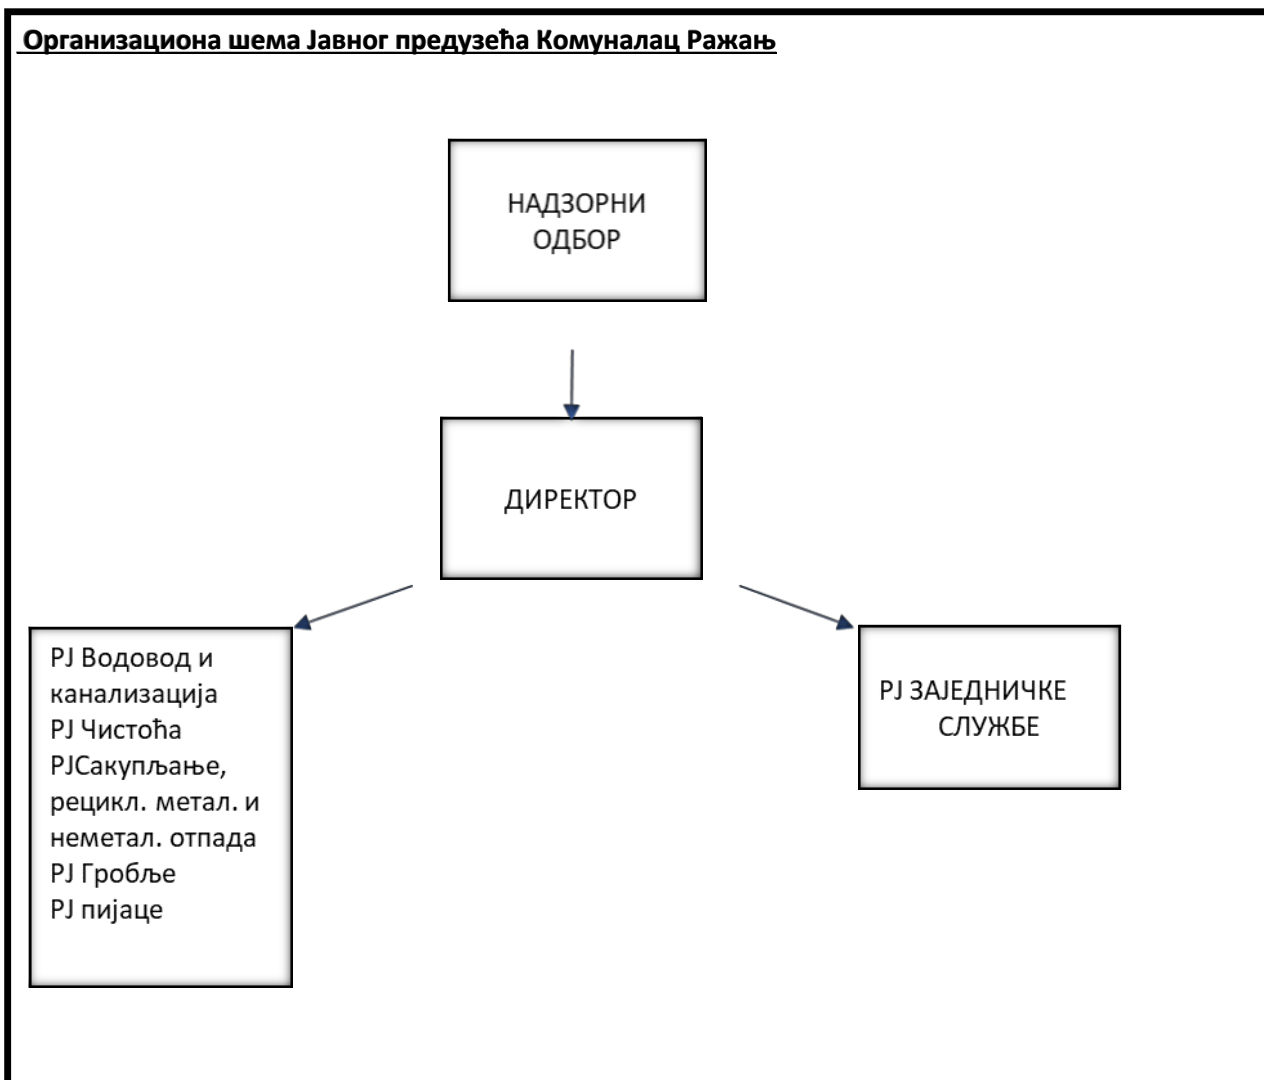 Организациона шема Јавног предузећа Комуналац Ражањ
НАДЗОРНИ
ОДБОР
ДИРЕКТОР
РЈ Водовод и
канализација
РЈ Чистоћа
РЈСакупљање,
рецикл. метал. и
неметал. отпада
РЈ Гробље
РЈ пијаце
РЈ ЗАЈЕДНИЧКЕ
СЛУЖБЕ